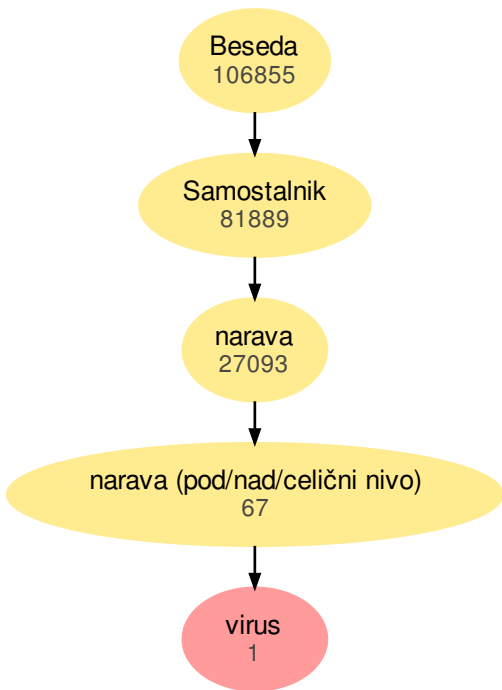 Beseda
106855
Samostalnik
81889
narava
27093
narava (pod/nad/celični nivo)
67
virus
1